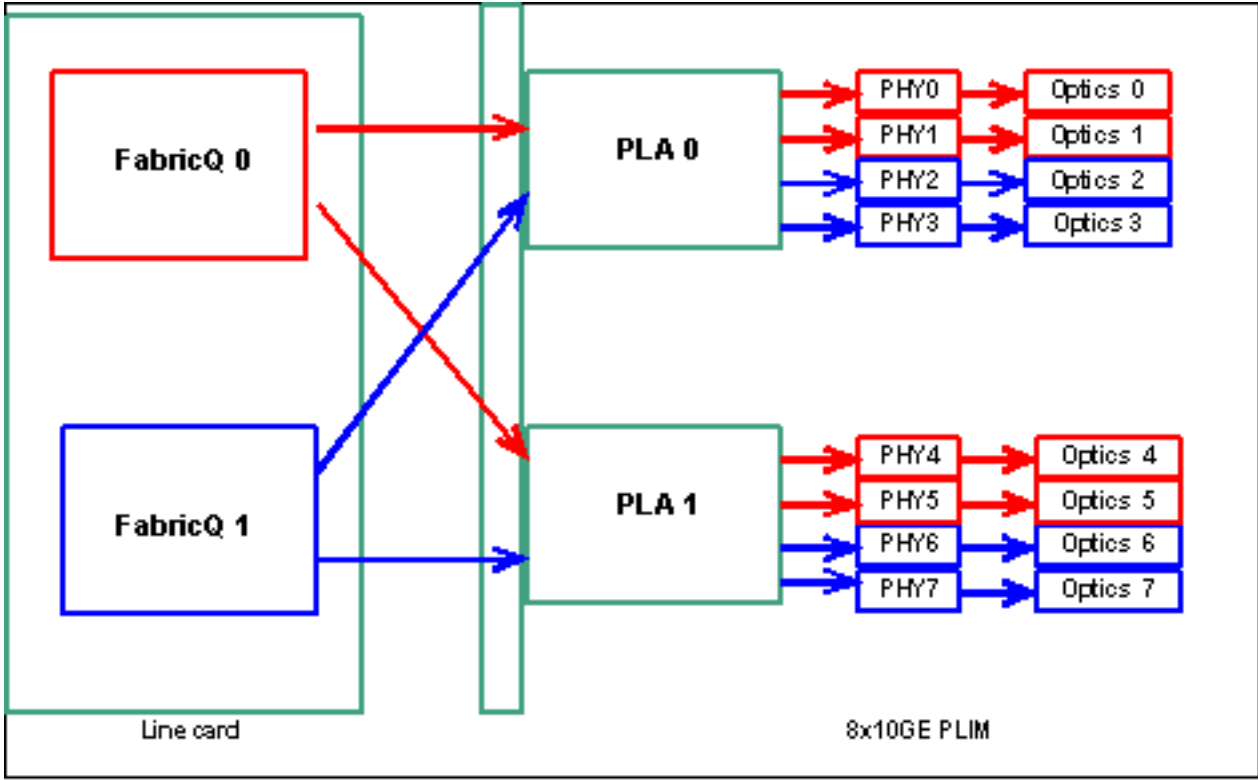 FabricQ 0
PLA 0
PHY0
Optics 0
PHY1
Optics 1
PHY2
Optics 2
PHY3
Optics 3
FabricQ 1
PLA 1
PHY4
Optics 4
PHY5
Optics 5
PHY6
Optics 6
PHY7
Optics 7
Line card
8x10GE PLIM